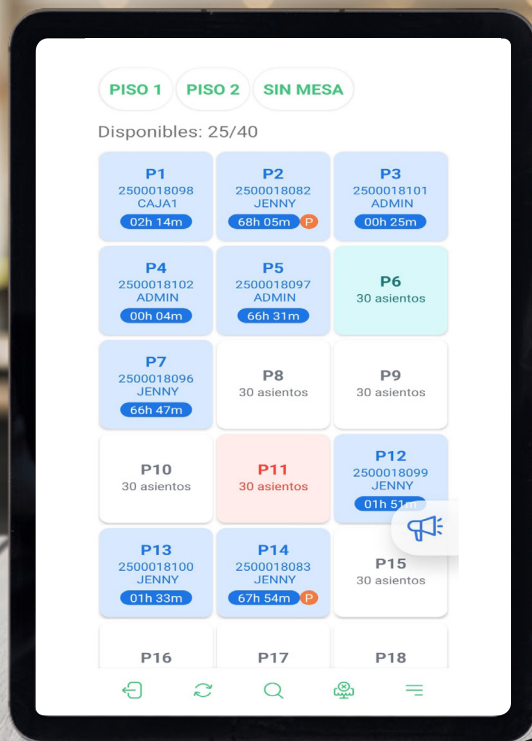 PISO 1 PISO 2 SIN MESA
Disponibles: 25/40
P1
2500018098
CAJA1
02h 14m
P2
2500018082
JENNY
68h 05m P
P3
2500018101
ADMIN
00h 25m
P4
2500018102
ADMIN
00h 04m
P5
2500018097
ADMIN
66h 31m
P6
30 asientos
P7
2500018096
JENNY
66h 47m
P8
30 asientos
P9
30 asientos
P10
30 asientos
P11
30 asientos
P12
2500018099
JENNY
01h 51m
P13
2500018100
JENNY
01h 33m
P14
2500018083
JENNY
67h 54m P
P15
30 asientos
P16
P17
P18